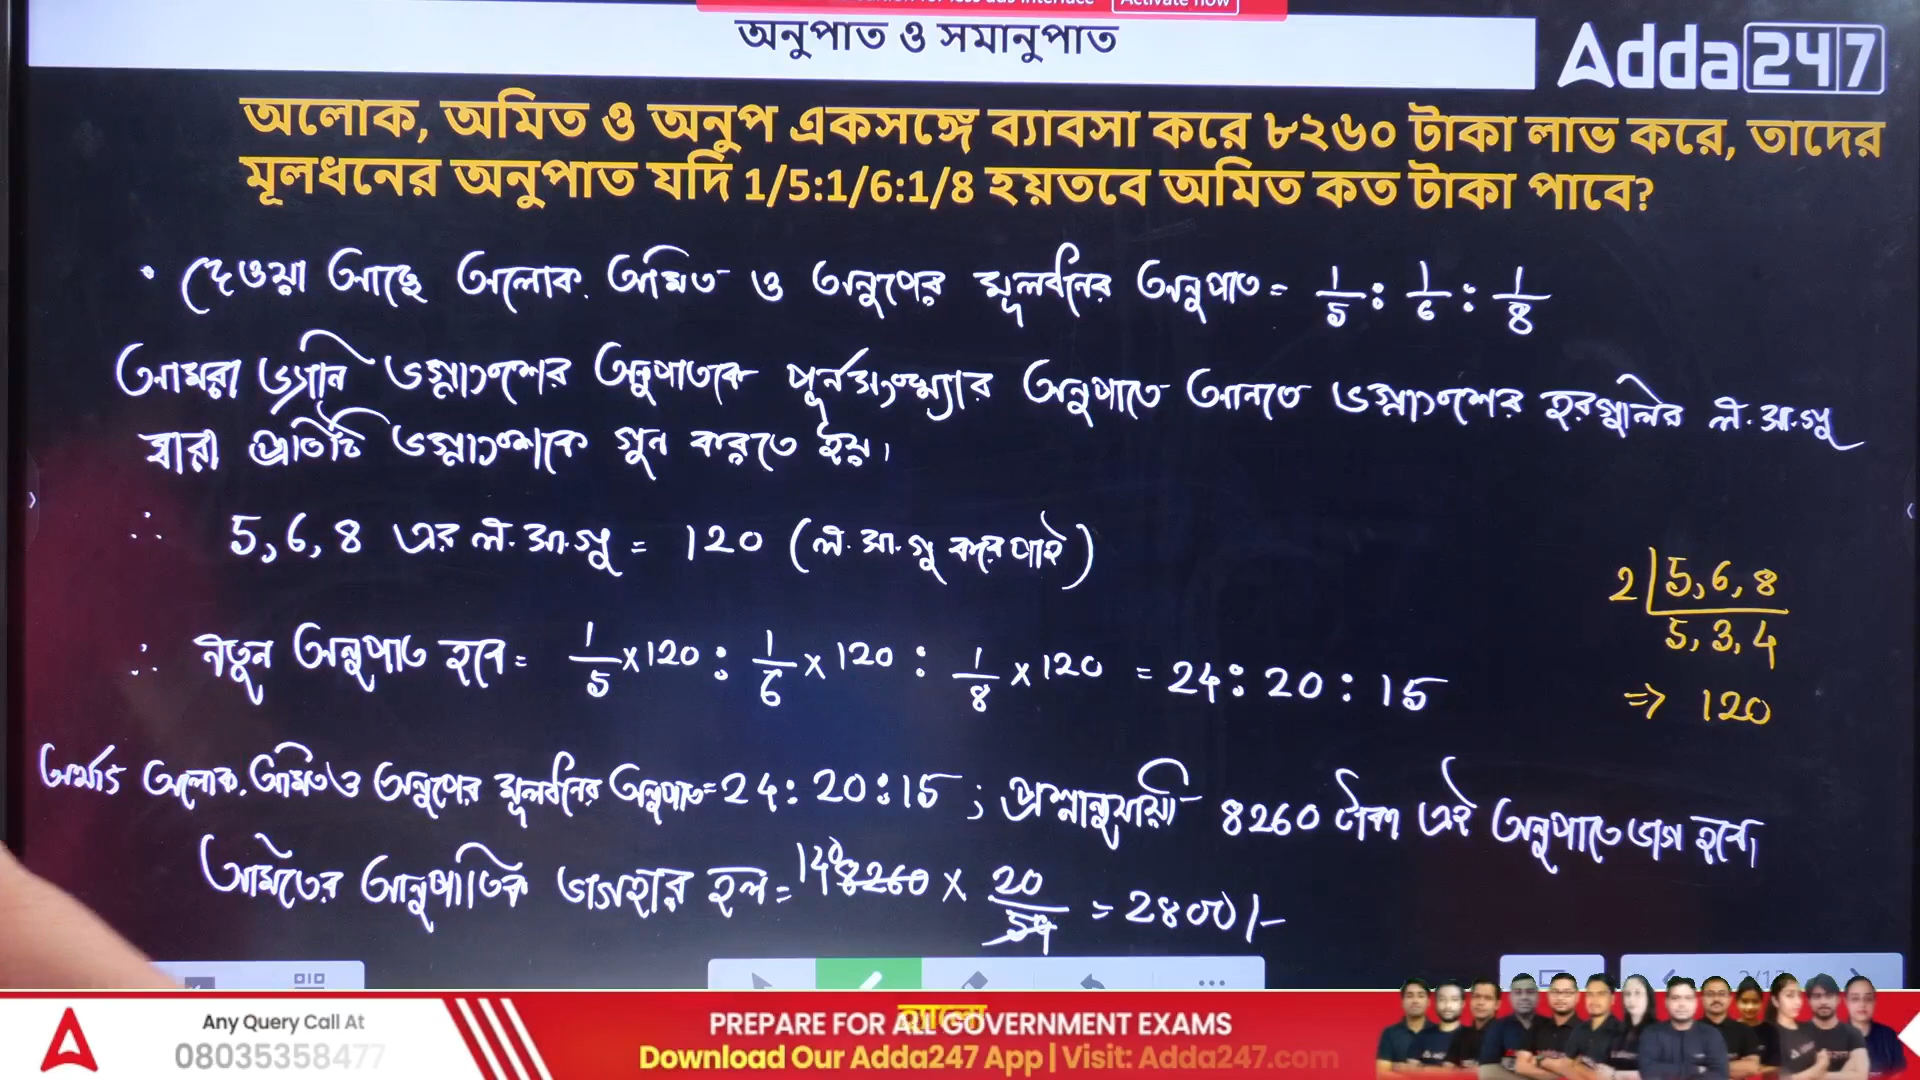 Activate now
অনুপাত ও সমানুপাত
Adda247
অলোক, অমিত ও অনুপ একসঙ্গে ব্যাবসা করে ৮২৬০ টাকা লাভ করে, তাদের
মূলধনের অনুপাত যদি 1/5:1/6:1/8 হয়তবে অমিত কত টাকা পাবে?
• দেওয়া আছে অলোক. অমিত ও অনুপের মূলধনের অনুপাত = 1/5 : 1/6 : 1/8
আমরা জানি ভগ্নাংশের অনুপাতকে পূর্নসংখ্যার অনুপাতে আনতে ভগ্নাংশের হরগুলির ল.সা.গু
দ্বারা প্রতিটি ভগ্নাংশকে গুন করতে হয়।
∴ 5, 6, 8 এর ল.সা.গু = 120 (ল.সা.গু করে পাই)
2 | 5, 6, 8
5, 3, 4
⇒ 120
∴ নতুন অনুপাত হবে = 1/5 × 120 : 1/6 × 120 : 1/8 × 120 = 24 : 20 : 15
অর্থাৎ অলোক. অমিত ও অনুপের মূলধনের অনুপাত = 24 : 20 : 15 ; প্রশ্নানুযায়ী 8260 টাকা এই অনুপাতে ভাগ হবে।
অমিতের আনুপাতিক ভাগহার হল = 8260 × 20/59 = 2800/-
Any Query Call At
08035358477
PREPARE FOR ALL GOVERNMENT EXAMS
Download Our Adda247 App | Visit: Adda247.com